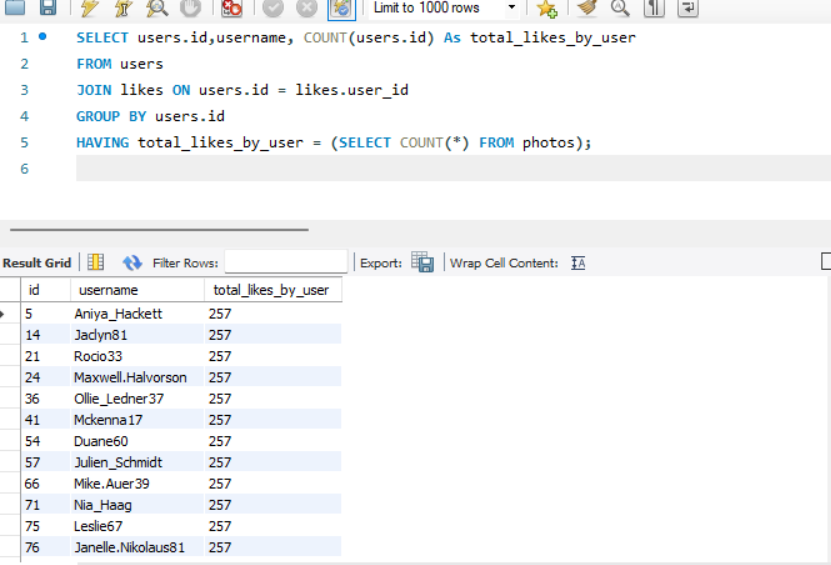 Limit to 1000 rows
1 SELECT users.id,username, COUNT(users.id) As total_likes_by_user
2 FROM users
3 JOIN likes ON users.id = likes.user_id
4 GROUP BY users.id
5 HAVING total_likes_by_user = (SELECT COUNT(*) FROM photos);
6
Result Grid Filter Rows: Export: Wrap Cell Content:
id username total_likes_by_user
5 Aniya_Hackett 257
14 Jaclyn81 257
21 Rocio33 257
24 Maxwell.Halvorson 257
36 Ollie_Ledner37 257
41 Mckenna17 257
54 Duane60 257
57 Julien_Schmidt 257
66 Mike.Auer39 257
71 Nia_Haag 257
75 Leslie67 257
76 Janelle.Nikolaus81 257